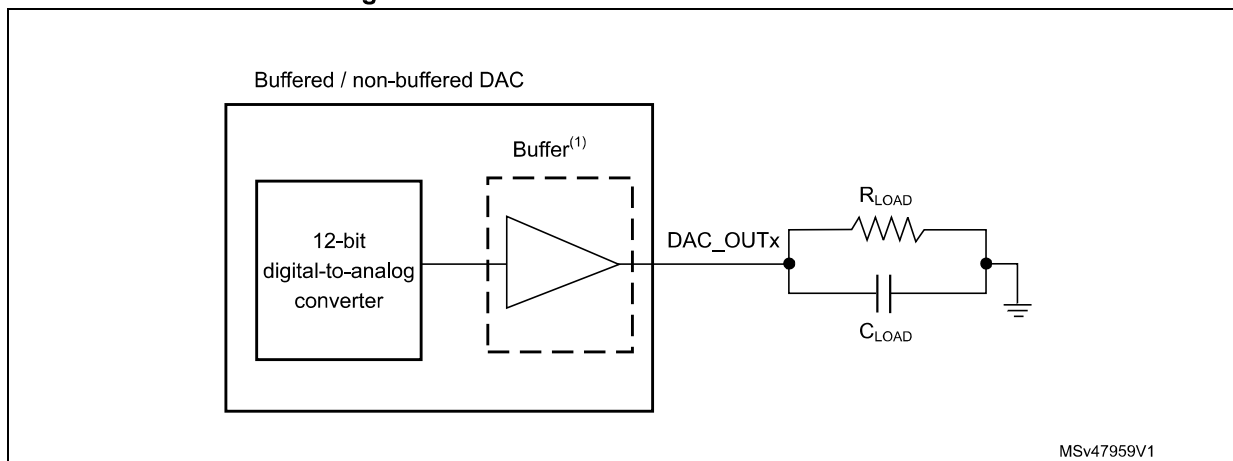 Buffered / non-buffered DAC
Buffer(1)
12-bit
digital-to-analog
converter
DAC_OUTx
RLOAD
CLOAD
MSv47959V1